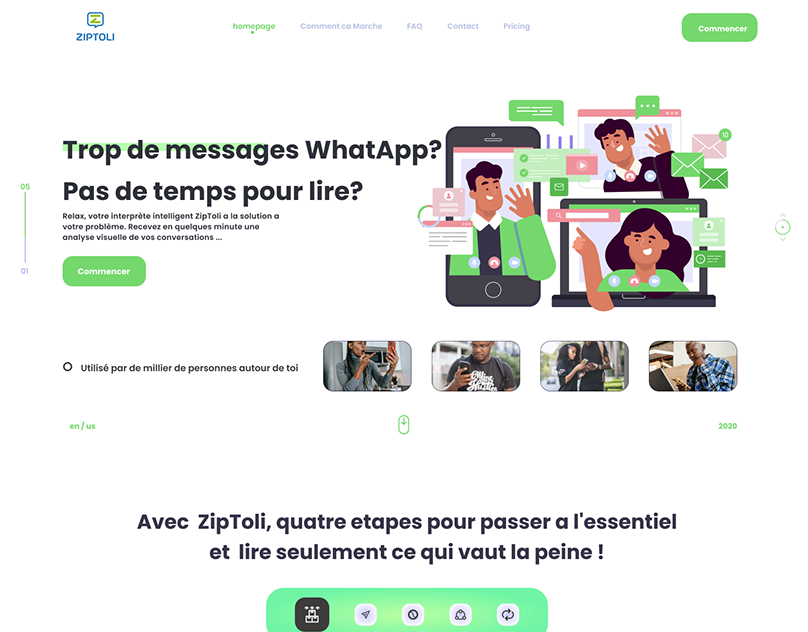 ZIPTOLI
homepage
Comment ca Marche
FAQ
Contact
Pricing
Commencer
Trop de messages WhatApp?
Pas de temps pour lire?
Relax, votre interprète intelligent ZipToli a la solution a
votre problème. Recevez en quelques minute une
analyse visuelle de vos conversations ...
Commencer
05
01
10
Utilisé par de millier de personnes autour de toi
en / us
2020
Avec ZipToli, quatre etapes pour passer a l'essentiel
et lire seulement ce qui vaut la peine !